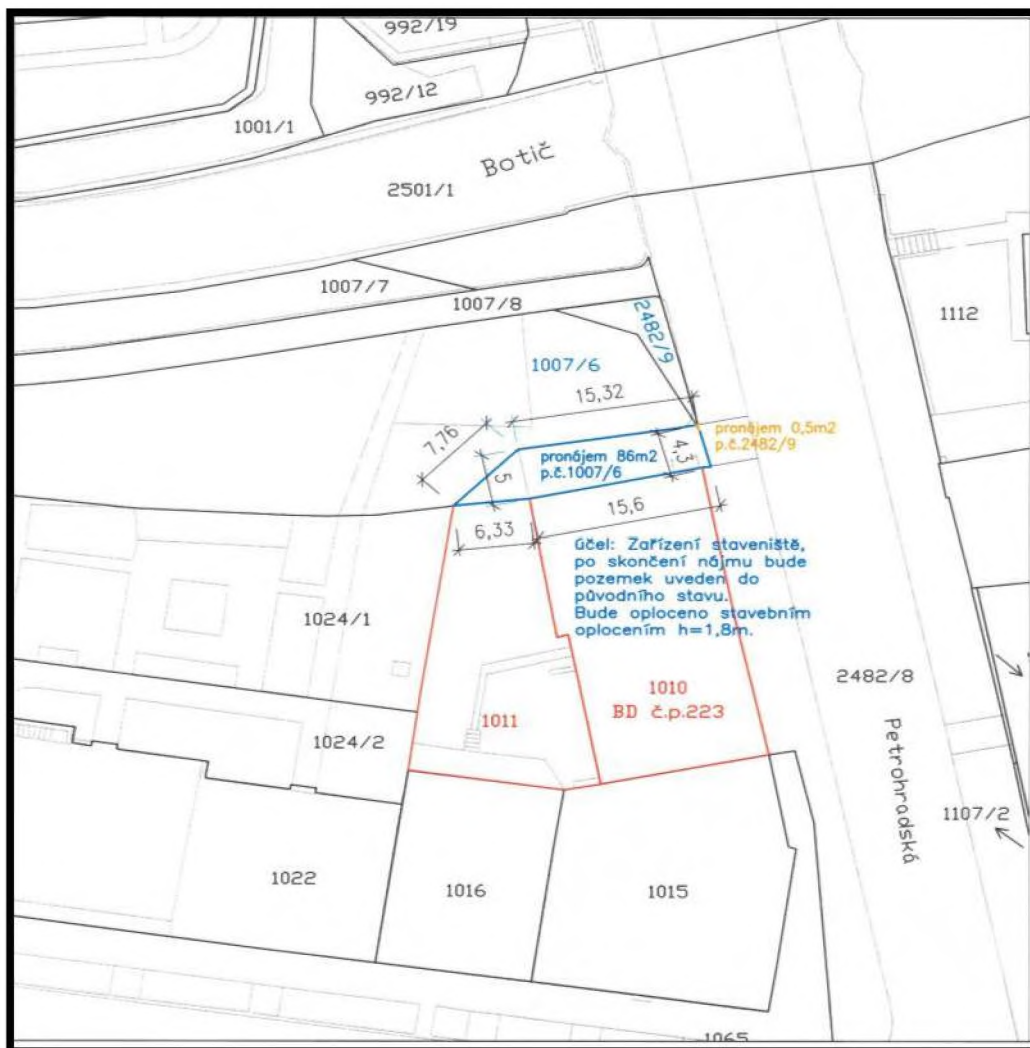 992/19
992/12
1001/1
Botič
2501/1
1007/7
1007/8
2482/9
1112
1007/6
15,32
7,76
pronájem 0,5m2
p.č.2482/9
4,3
pronájem 86m2
p.č.1007/6
5
15,6
6,33
účel: Zařízení staveniště,
po skončení nájmu bude
pozemek uveden do
původního stavu.
Bude oploceno stavebním
oplocením h=1,8m.
1024/1
2482/8
1010
BD č.p.223
1011
1024/2
Petrohradská
1107/2
1022
1016
1015
1065